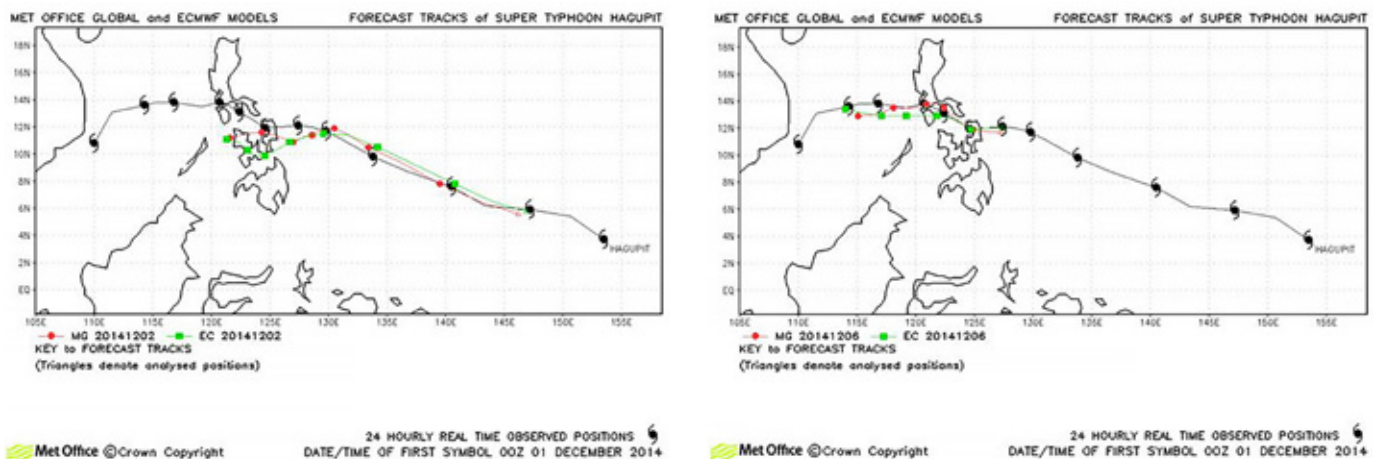 MET OFFICE GLOBAL AND ECMWF MODELS FORECAST TRACKS of SUPER TYPHOON HAGUPIT
18N
16N
14N
12N
10N
8N
6N
4N
2N
EQ
HAGUPIT
105E 110E 115E 120E 125E 130E 135E 140E 145E 150E 155E
MG 20141202 EC 20141202
KEY to FORECAST TRACKS
(Triangles denote analysed positions)
24 HOURLY REAL TIME OBSERVED POSITIONS
Met Office ©Crown Copyright DATE/TIME OF FIRST SYMBOL 00Z 01 DECEMBER 2014
MET OFFICE GLOBAL AND ECMWF MODELS FORECAST TRACKS of SUPER TYPHOON HAGUPIT
18N
16N
14N
12N
10N
8N
6N
4N
2N
EQ
HAGUPIT
105E 110E 115E 120E 125E 130E 135E 140E 145E 150E 155E
MG 20141206 EC 20141206
KEY to FORECAST TRACKS
(Triangles denote analysed positions)
24 HOURLY REAL TIME OBSERVED POSITIONS
Met Office ©Crown Copyright DATE/TIME OF FIRST SYMBOL 00Z 01 DECEMBER 2014